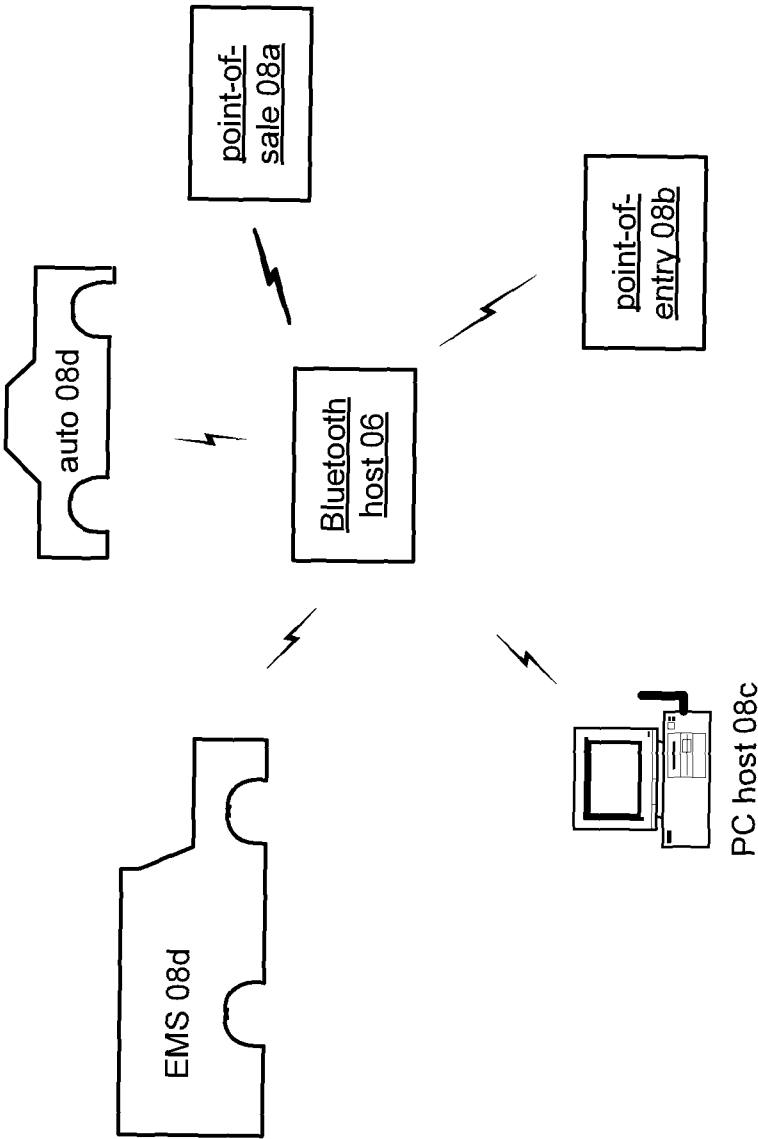 EMS 08d
auto 08d
point-of-
sale 08a
Bluetooth
host 06
point-of-
entry 08b
PC host 08c